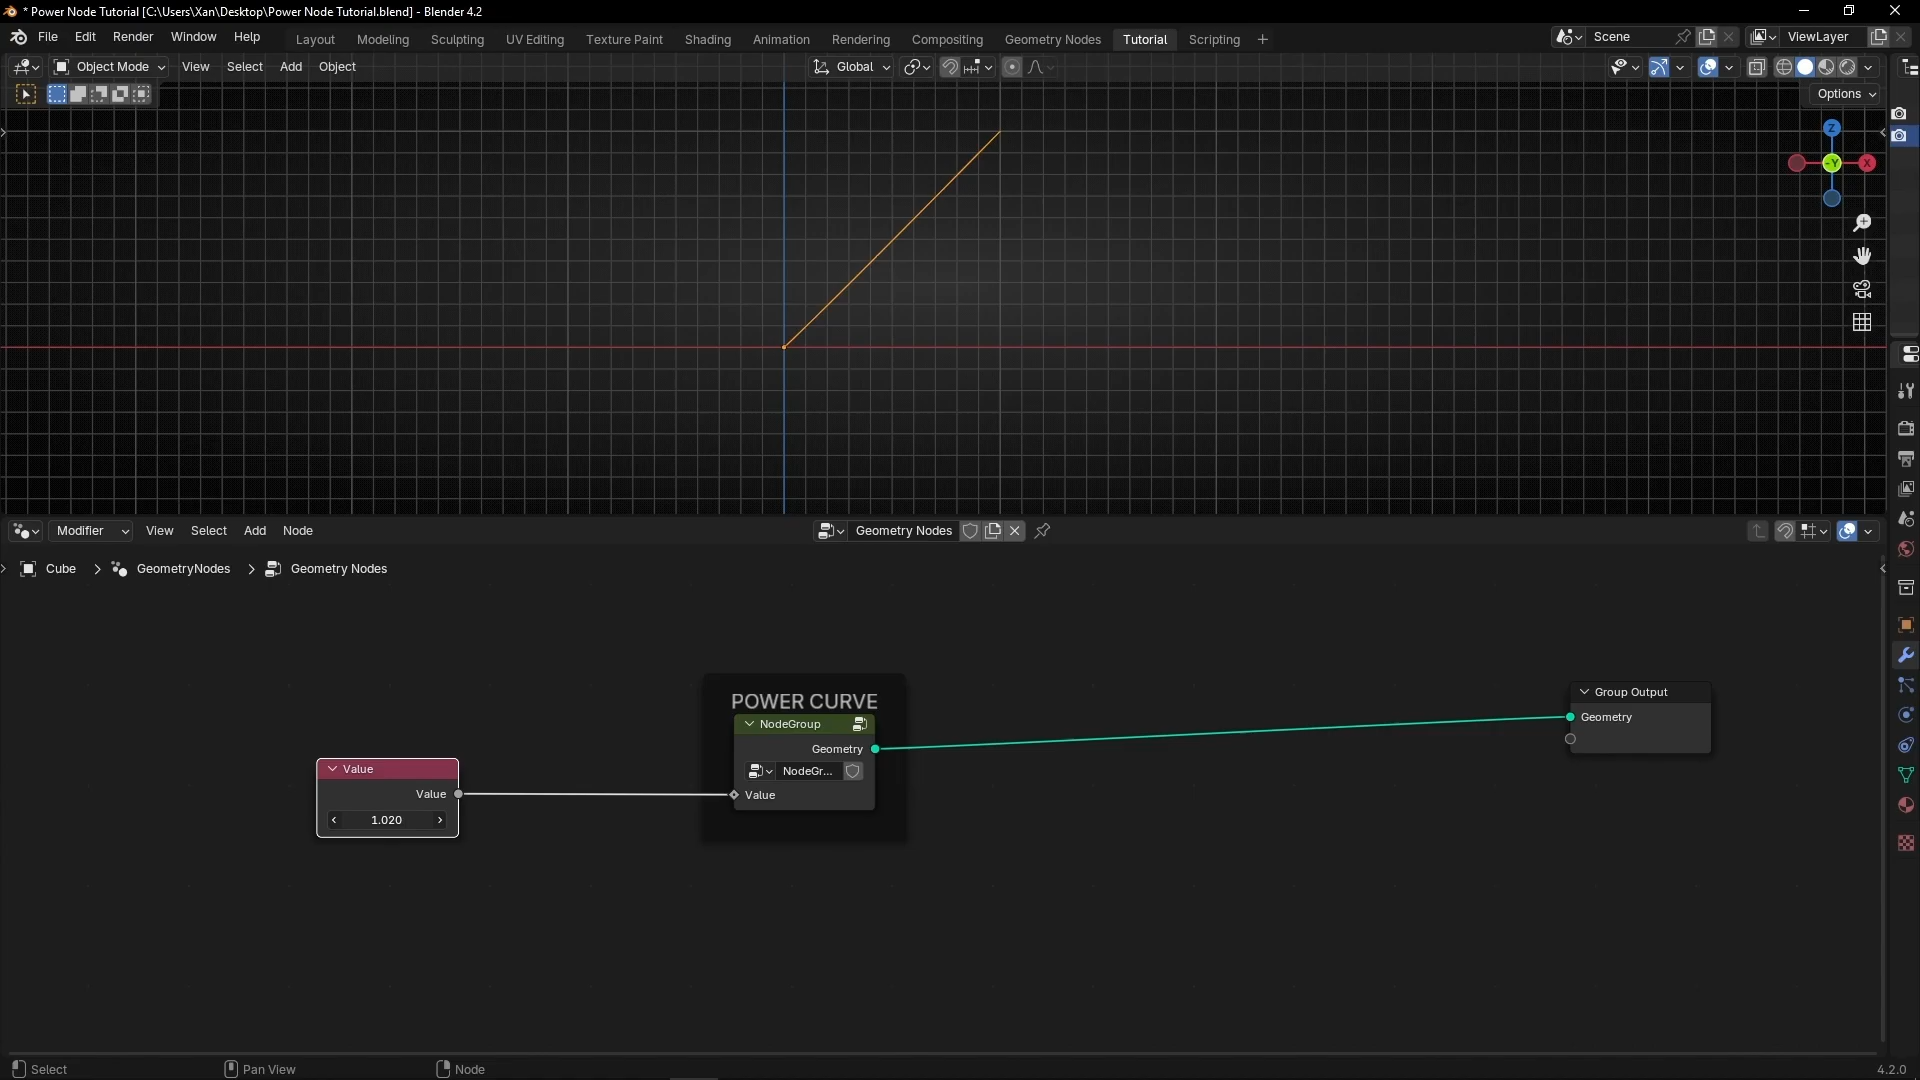 * Power Node Tutorial [C:\Users\Xan\Desktop\Power Node Tutorial.blend] - Blender 4.2
File Edit Render Window Help Layout Modeling Sculpting UV Editing Texture Paint Shading Animation Rendering Compositing Geometry Nodes Tutorial Scripting + Scene ViewLayer
Object Mode View Select Add Object Global
Options
Z
-Y X
Modifier View Select Add Node Geometry Nodes
Cube > GeometryNodes > Geometry Nodes
POWER CURVE
NodeGroup
Geometry
NodeGr...
Value
Value
Value
1.020
Group Output
Geometry
Select Pan View Node 4.2.0